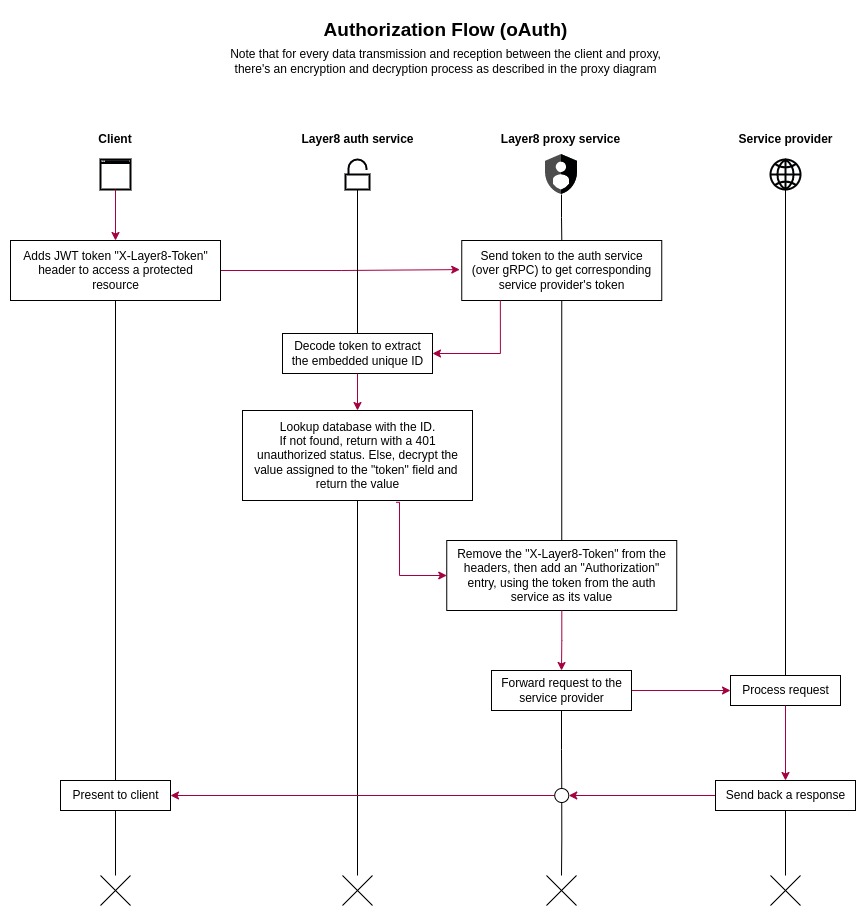 Authorization Flow (oAuth)
Note that for every data transmission and reception between the client and proxy,
there's an encryption and decryption process as described in the proxy diagram
Client
Layer8 auth service
Layer8 proxy service
Service provider
Adds JWT token "X-Layer8-Token"
header to access a protected
resource
Send token to the auth service
(over gRPC) to get corresponding
service provider's token
Decode token to extract
the embedded unique ID
Lookup database with the ID.
If not found, return with a 401
unauthorized status. Else, decrypt the
value assigned to the "token" field and
return the value
Remove the "X-Layer8-Token" from the
headers, then add an "Authorization"
entry, using the token from the auth
service as its value
Forward request to the
service provider
Process request
Present to client
Send back a response